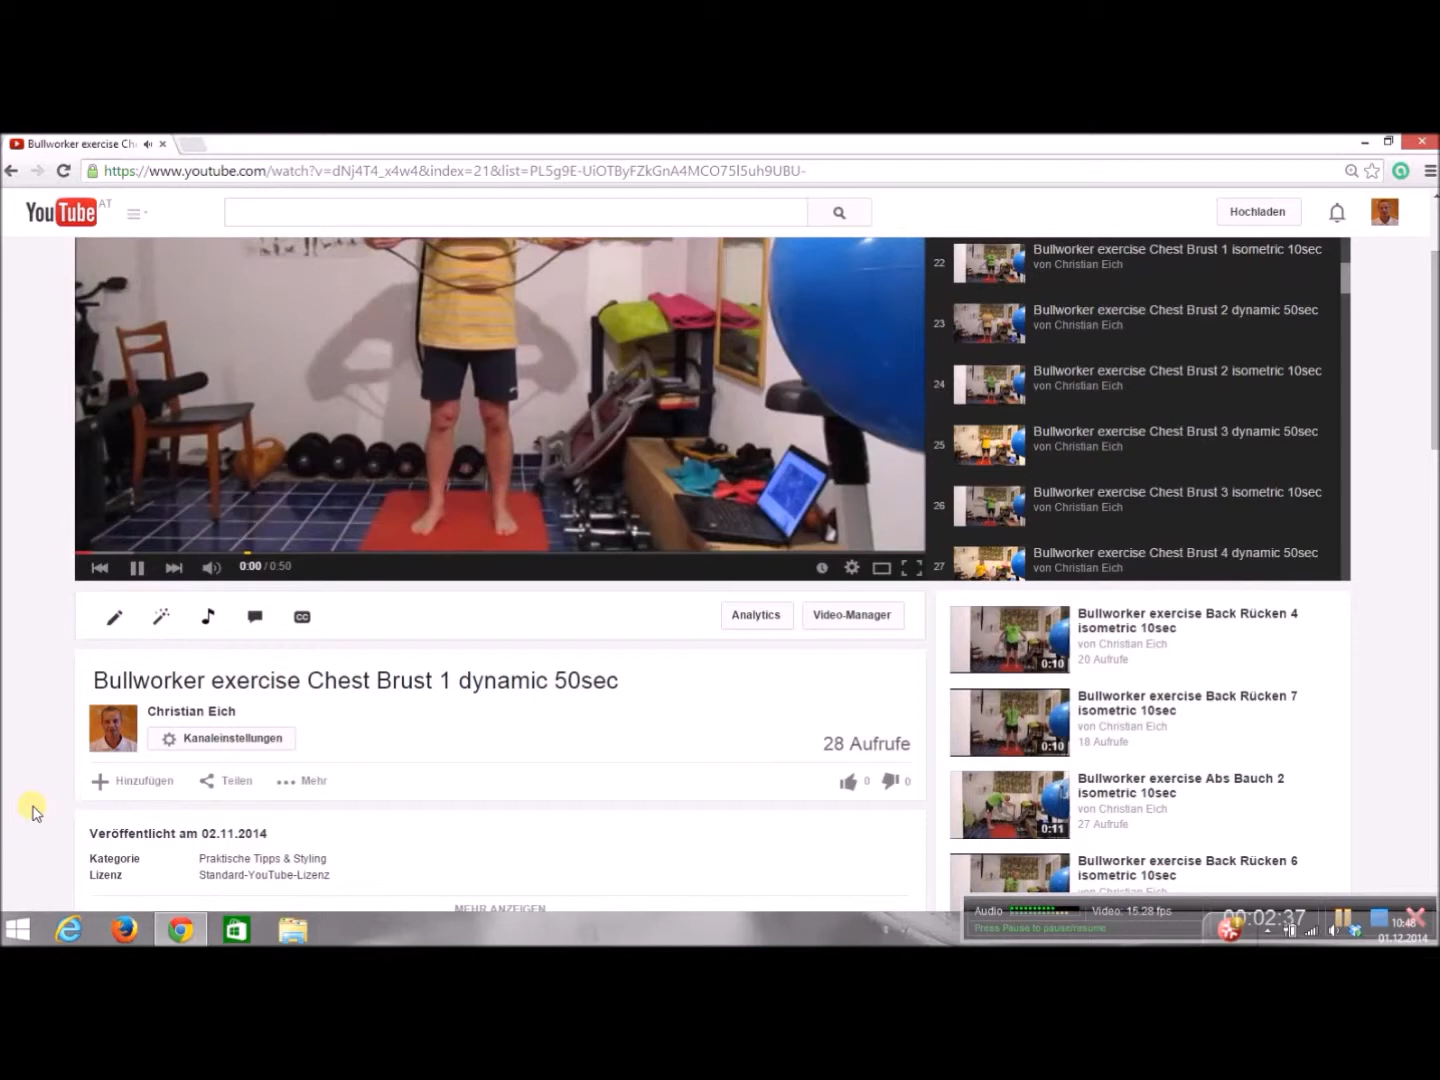 Bullworker exercise Ch
https://www.youtube.com/watch?v=dNj4T4_x4w4&index=21&list=PL5g9E-UiOTByFZkGnA4MCO75l5uh9UBU-
YouTube AT
Hochladen
22
Bullworker exercise Chest Brust 1 isometric 10sec
von Christian Eich
23
Bullworker exercise Chest Brust 2 dynamic 50sec
von Christian Eich
24
Bullworker exercise Chest Brust 2 isometric 10sec
von Christian Eich
25
Bullworker exercise Chest Brust 3 dynamic 50sec
von Christian Eich
26
Bullworker exercise Chest Brust 3 isometric 10sec
von Christian Eich
27
Bullworker exercise Chest Brust 4 dynamic 50sec
von Christian Eich
0:00 / 0:50
CC
Analytics
Video-Manager
Bullworker exercise Chest Brust 1 dynamic 50sec
Christian Eich
Kanaleinstellungen
28 Aufrufe
Hinzufügen
Teilen
Mehr
0
0
Veröffentlicht am 02.11.2014
Kategorie
Praktische Tipps & Styling
Lizenz
Standard-YouTube-Lizenz
MEHR ANZEIGEN
Bullworker exercise Back Rücken 4
isometric 10sec
von Christian Eich
20 Aufrufe
0:10
Bullworker exercise Back Rücken 7
isometric 10sec
von Christian Eich
18 Aufrufe
0:10
Bullworker exercise Abs Bauch 2
isometric 10sec
von Christian Eich
27 Aufrufe
0:11
Bullworker exercise Back Rücken 6
isometric 10sec
von Christian Eich
Audio
Video: 15.28 fps
Press Pause to pause/resume
00:02:37
10:48
01.12.2014